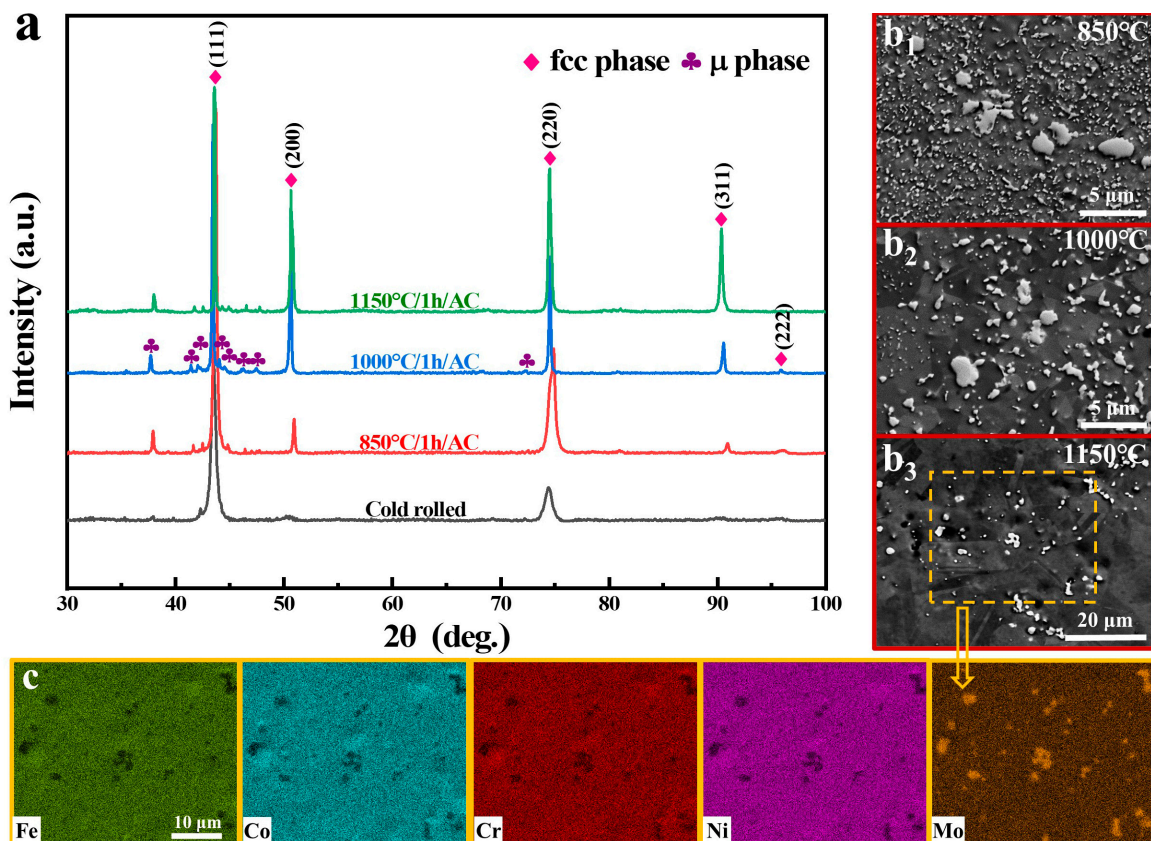 a
(111)
♦ fcc phase ♣ μ phase
(200)
(220)
(311)
(222)
1150°C/1h/AC
1000°C/1h/AC
850°C/1h/AC
Cold rolled
Intensity (a.u.)
30 40 50 60 70 80 90 100
2θ (deg.)
b1 850°C
5 μm
b2 1000°C
5 μm
b3 1150°C
20 μm
c
10 μm
Fe Co Cr Ni Mo